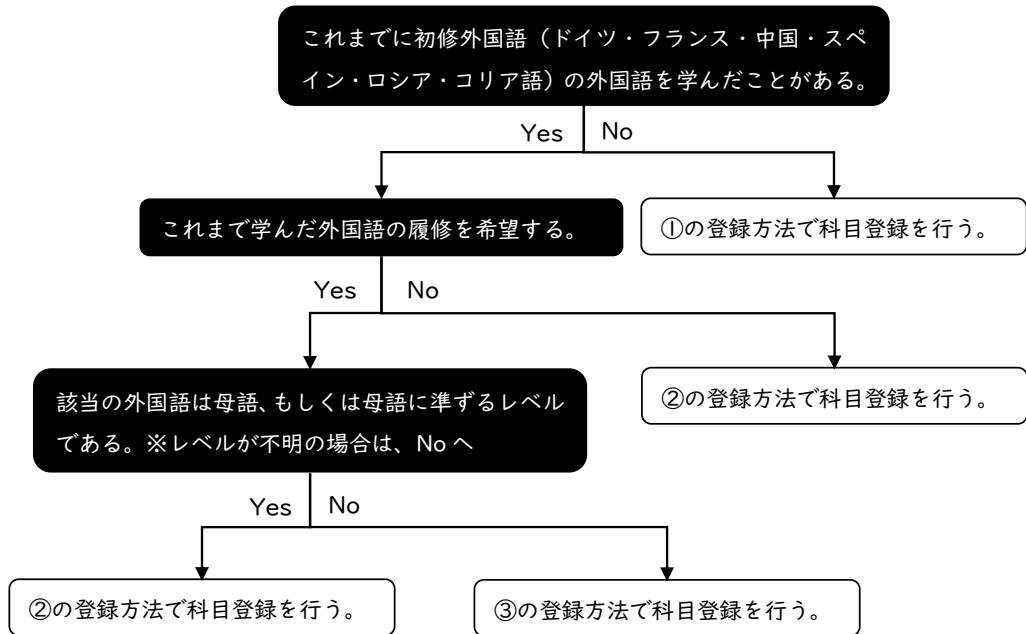 これまでに初修外国語（ドイツ・フランス・中国・スペ
イン・ロシア・コリア語）の外国語を学んだことがある。
Yes No
これまで学んだ外国語の履修を希望する。
①の登録方法で科目登録を行う。
Yes No
該当の外国語は母語、もしくは母語に準ずるレベル
である。※レベルが不明の場合は、No へ
②の登録方法で科目登録を行う。
Yes No
②の登録方法で科目登録を行う。
③の登録方法で科目登録を行う。